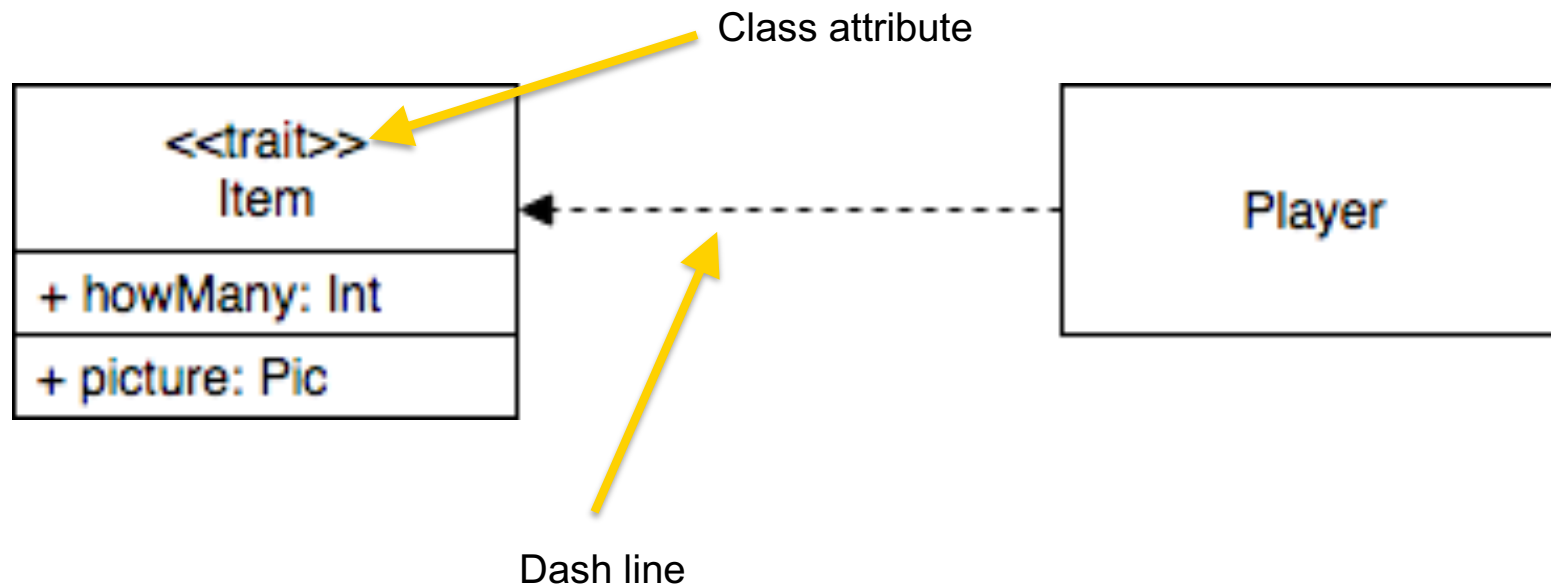 Class attribute
<<trait>>
Item
+ howMany: Int
+ picture: Pic
Player
Dash line